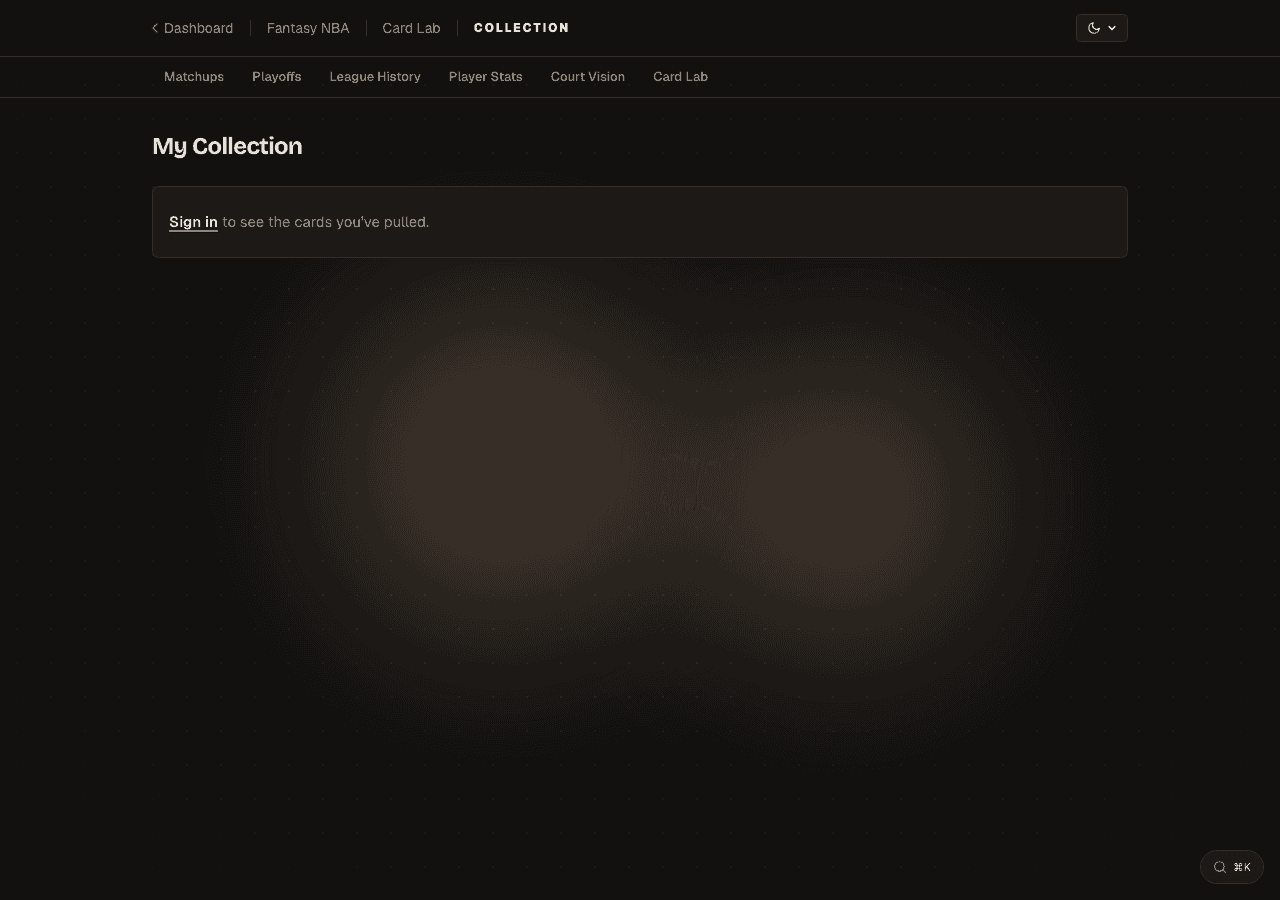 Dashboard Fantasy NBA Card Lab COLLECTION
Matchups Playoffs League History Player Stats Court Vision Card Lab
My Collection
Sign in to see the cards you've pulled.
⌘K